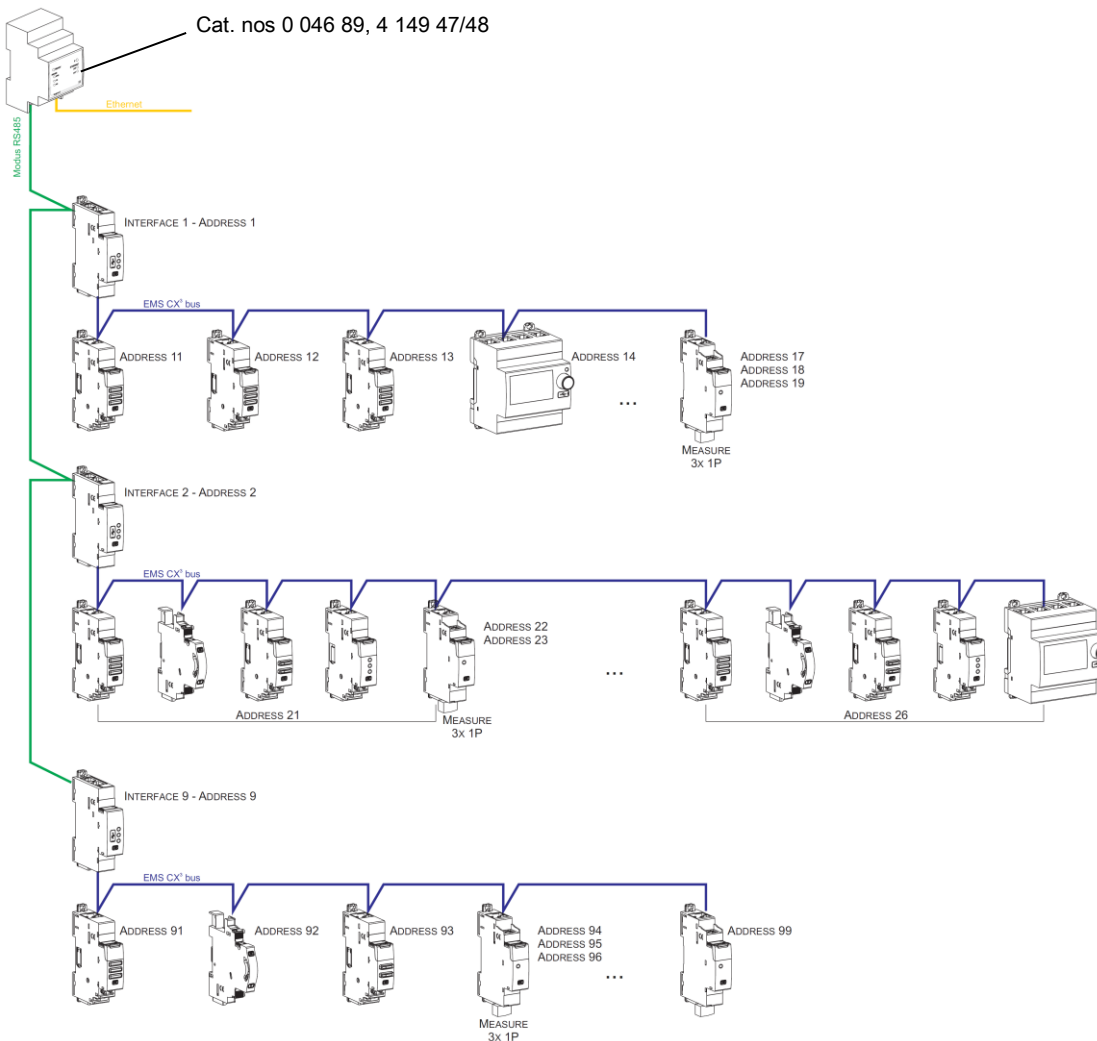 Cat. nos 0 046 89, 4 149 47/48
Ethernet
Modus RS485
INTERFACE 1 - ADDRESS 1
EMS CX³ bus
ADDRESS 11
ADDRESS 12
ADDRESS 13
ADDRESS 14
ADDRESS 17
ADDRESS 18
ADDRESS 19
...
MEASURE
3X 1P
INTERFACE 2 - ADDRESS 2
EMS CX³ bus
ADDRESS 22
ADDRESS 23
...
ADDRESS 21
MEASURE
3X 1P
ADDRESS 26
INTERFACE 9 - ADDRESS 9
EMS CX³ bus
ADDRESS 91
ADDRESS 92
ADDRESS 93
ADDRESS 94
ADDRESS 95
ADDRESS 96
ADDRESS 99
...
MEASURE
3X 1P